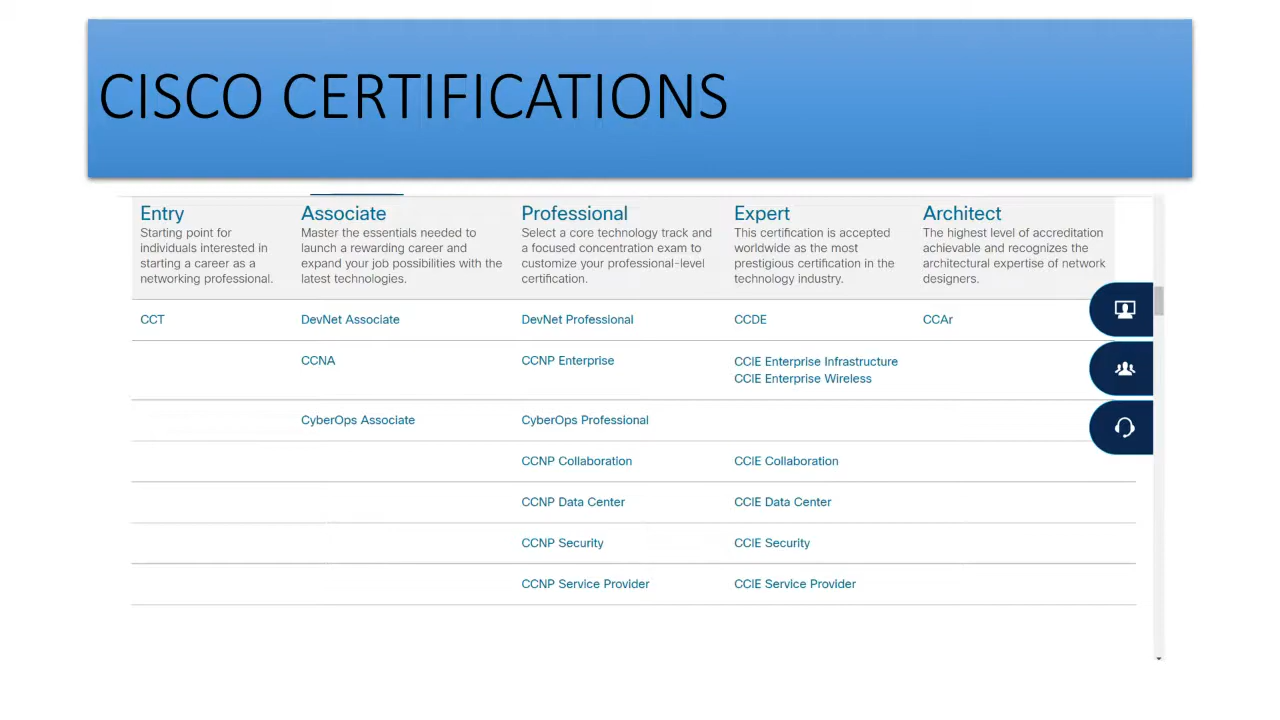 CISCO CERTIFICATIONS
Entry
Starting point for
individuals interested in
starting a career as a
networking professional.
Associate
Master the essentials needed to
launch a rewarding career and
expand your job possibilities with the
latest technologies.
Professional
Select a core technology track and
a focused concentration exam to
customize your professional-level
certification.
Expert
This certification is accepted
worldwide as the most
prestigious certification in the
technology industry.
Architect
The highest level of accreditation
achievable and recognizes the
architectural expertise of network
designers.
CCT
DevNet Associate
DevNet Professional
CCDE
CCAr
CCNA
CCNP Enterprise
CCIE Enterprise Infrastructure
CCIE Enterprise Wireless
CyberOps Associate
CyberOps Professional
CCNP Collaboration
CCIE Collaboration
CCNP Data Center
CCIE Data Center
CCNP Security
CCIE Security
CCNP Service Provider
CCIE Service Provider